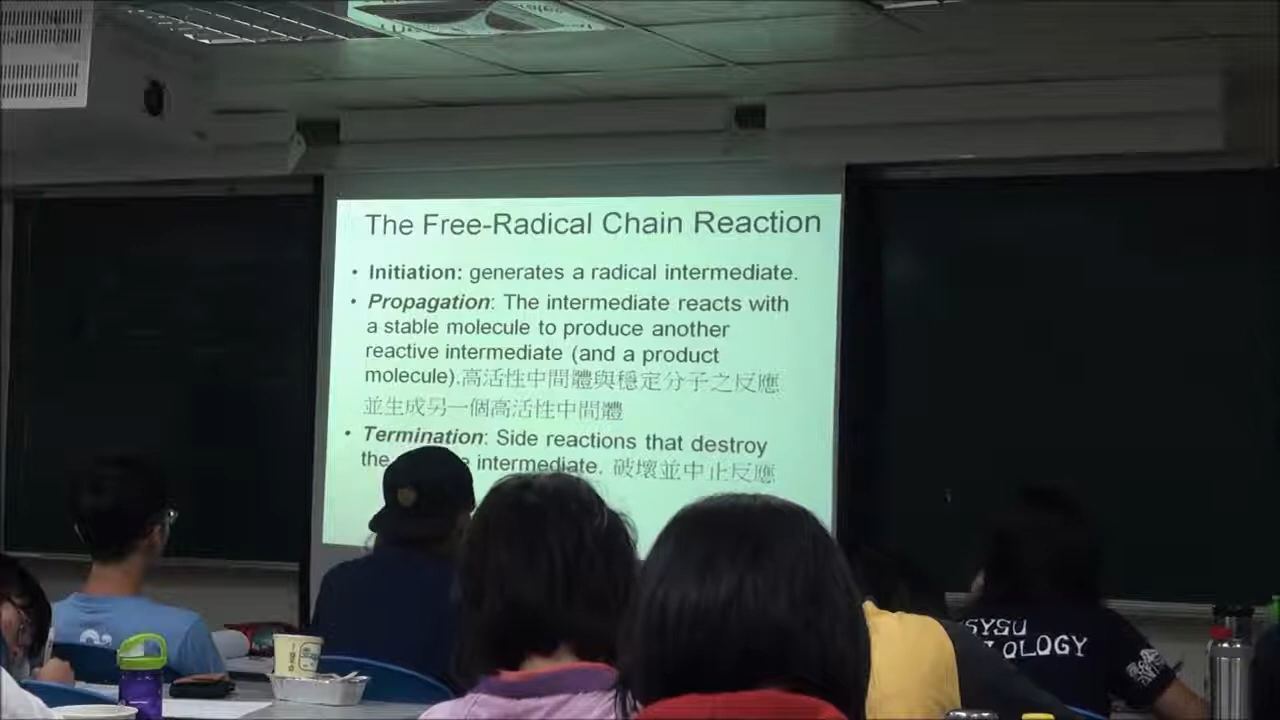 The Free-Radical Chain Reaction
• Initiation: generates a radical intermediate.
• Propagation: The intermediate reacts with
a stable molecule to produce another
reactive intermediate (and a product
molecule).高活性中間體與穩定分子之反應
並生成另一個高活性中間體
• Termination: Side reactions that destroy
the intermediate. 破壞並中止反應
SYSU
OLOGY